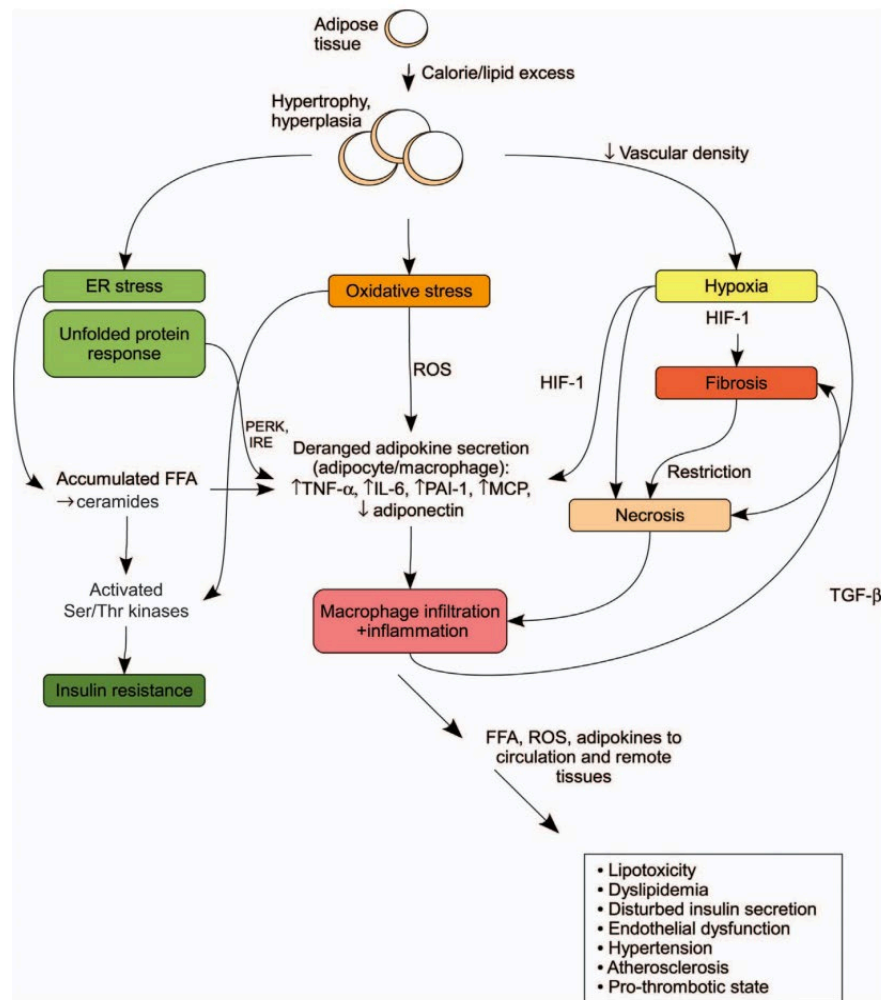 Adipose
tissue
Calorie/lipid excess
Hypertrophy,
hyperplasia
↓ Vascular density
ER stress
Oxidative stress
Hypoxia
Unfolded protein
response
HIF-1
ROS
HIF-1
Fibrosis
PERK,
IRE
Deranged adipokine secretion
(adipocyte/macrophage):
↑TNF-α, ↑IL-6, ↑PAI-1, ↑MCP,
↓ adiponectin
Restriction
Accumulated FFA
→ceramides
Necrosis
Activated
Ser/Thr kinases
Macrophage infiltration
+inflammation
TGF-β
Insulin resistance
FFA, ROS, adipokines to
circulation and remote
tissues
• Lipotoxicity
• Dyslipidemia
• Disturbed insulin secretion
• Endothelial dysfunction
• Hypertension
• Atherosclerosis
• Pro-thrombotic state